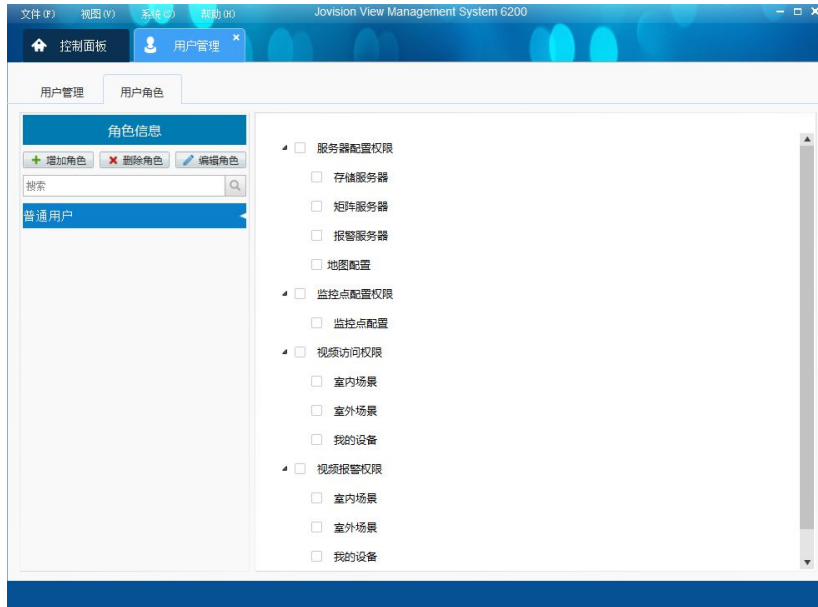 文件(F) 视图(V) 系统(C) 帮助(H) Jovision View Management System 6200
控制面板 用户管理
用户管理 用户角色
角色信息
增加角色 删除角色 编辑角色
搜索
普通用户
服务器配置权限
存储服务器
矩阵服务器
报警服务器
地图配置
监控点配置权限
监控点配置
视频访问权限
室内场景
室外场景
我的设备
视频报警权限
室内场景
室外场景
我的设备